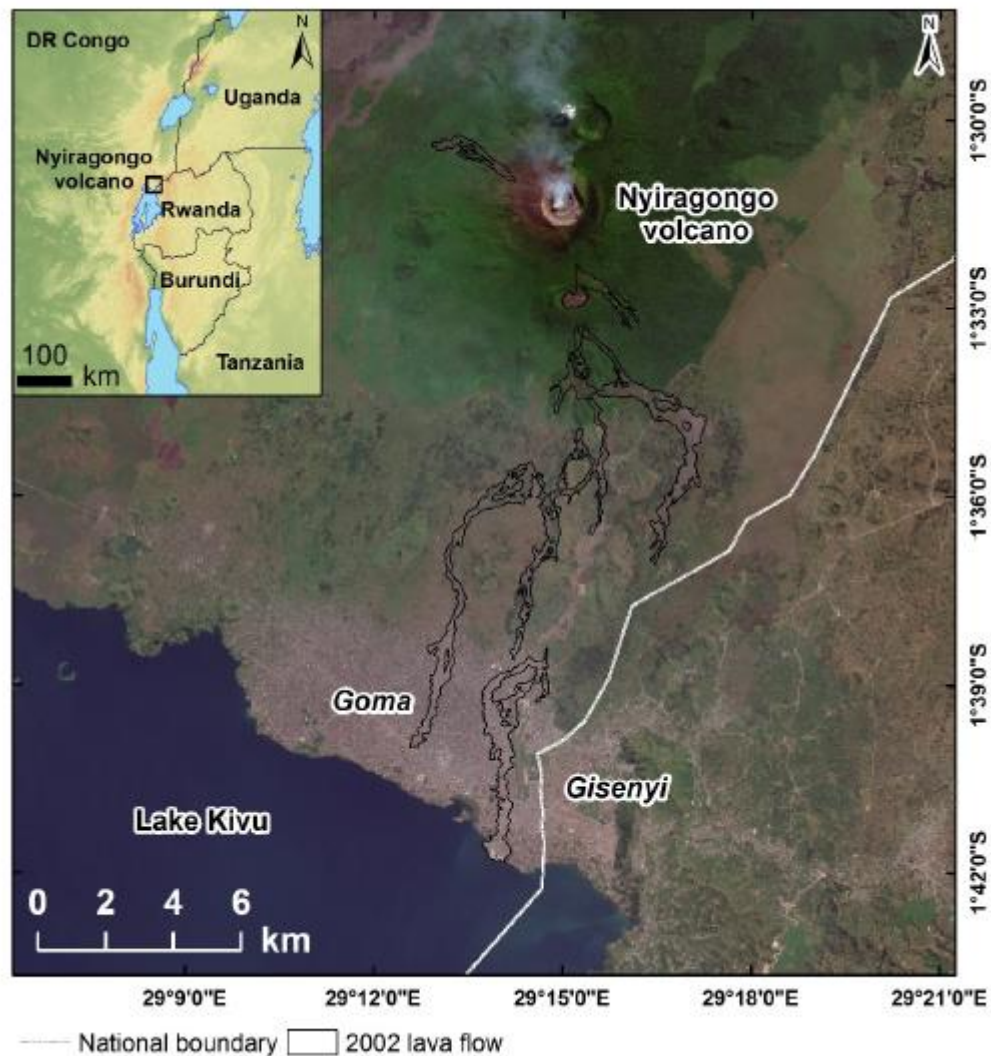 N
DR Congo
Uganda
Nyiragongo
volcano
Rwanda
Burundi
100
km
Tanzania
N
Nyiragongo
volcano
Goma
Gisenyi
Lake Kivu
0 2 4 6
km
1°30'0"S
1°33'0"S
1°36'0"S
1°39'0"S
1°42'0"S
29°9'0"E 29°12'0"E 29°15'0"E 29°18'0"E 29°21'0"E
National boundary 2002 lava flow